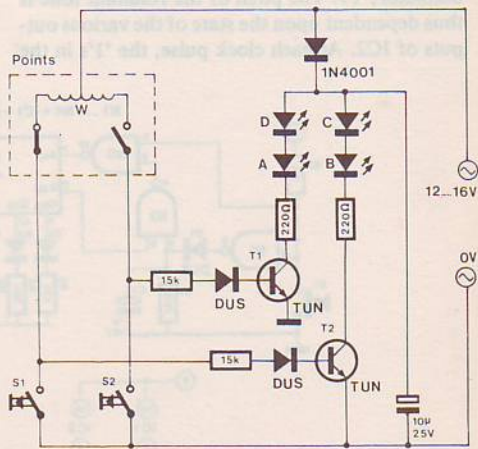 thus dependent upon the state of the various out-
puts of IC2. At each clock pulse, the '1's in the
Points
W
1N4001
D
C
A
B
220Ω
220Ω
12....16V
0V
T1
15k
DUS
TUN
T2
15k
DUS
TUN
S1
S2
10µ
25V